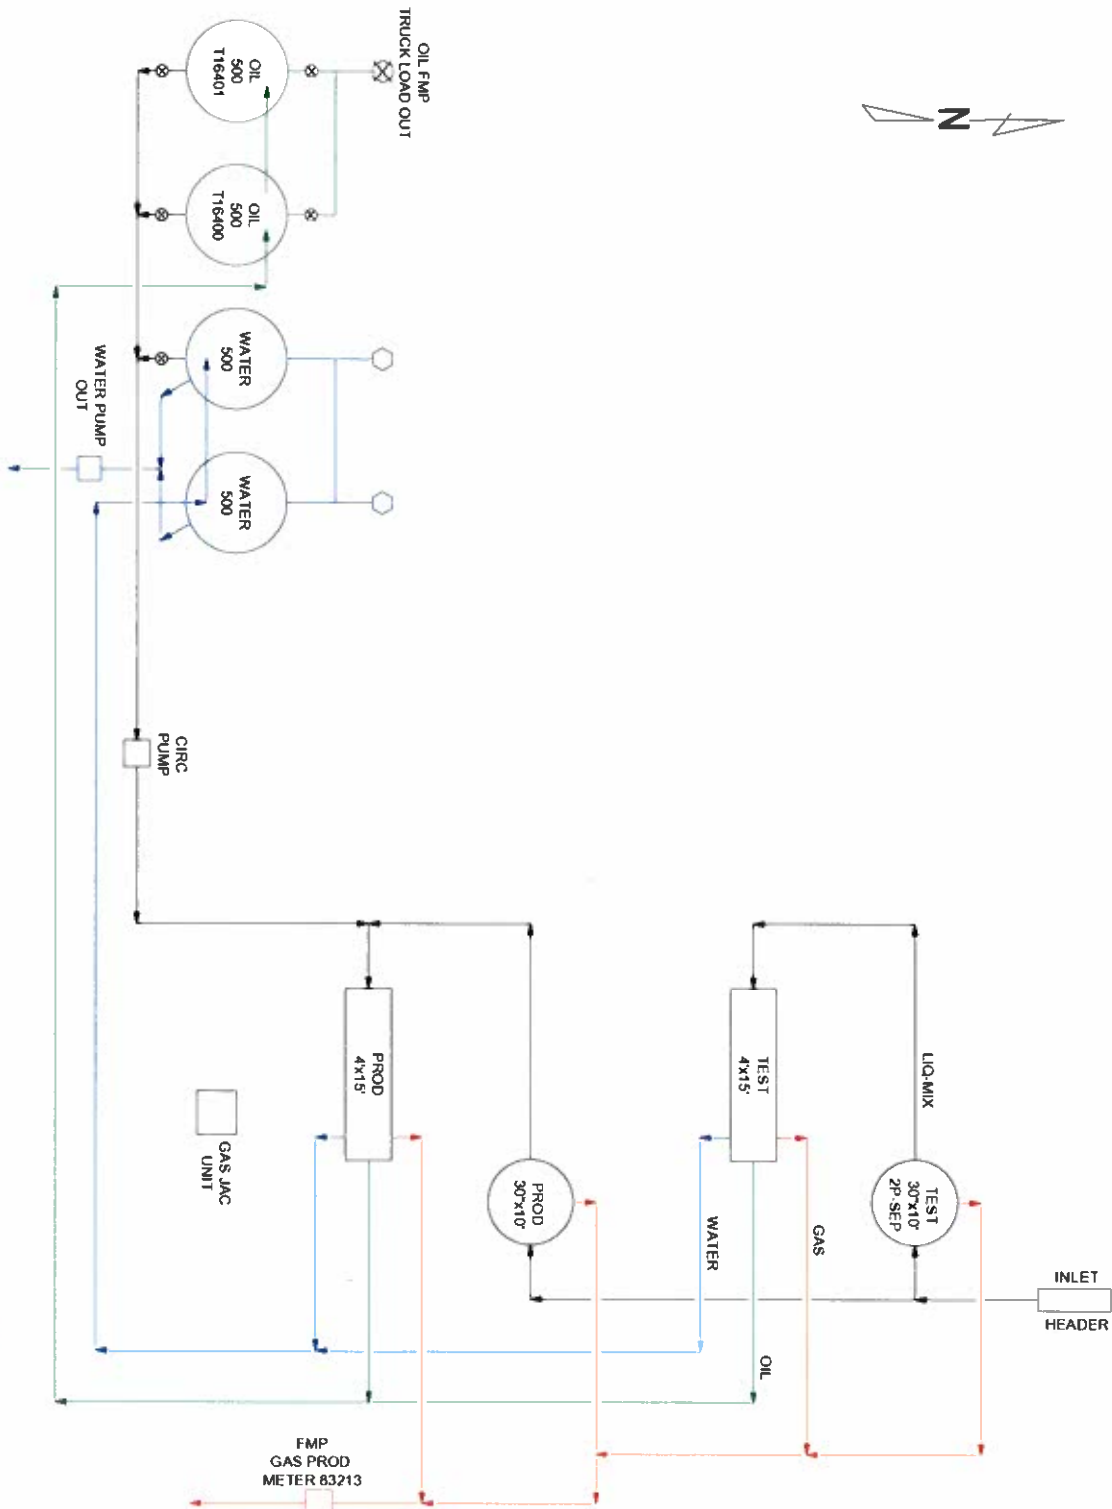 OIL FMP
TRUCK LOAD OUT
OIL
500
T16401
N
OIL
500
T16400
WATER
500
WATER PUMP
OUT
WATER
500
CIRC
PUMP
PROD
4'x15'
TEST
4'x15'
LIQ-MIX
GAS JAC
UNIT
PROD
30"x10'
TEST
30"x10'
2P-SEP
WATER
GAS
OIL
INLET
HEADER
FMP
GAS PROD
METER 83213